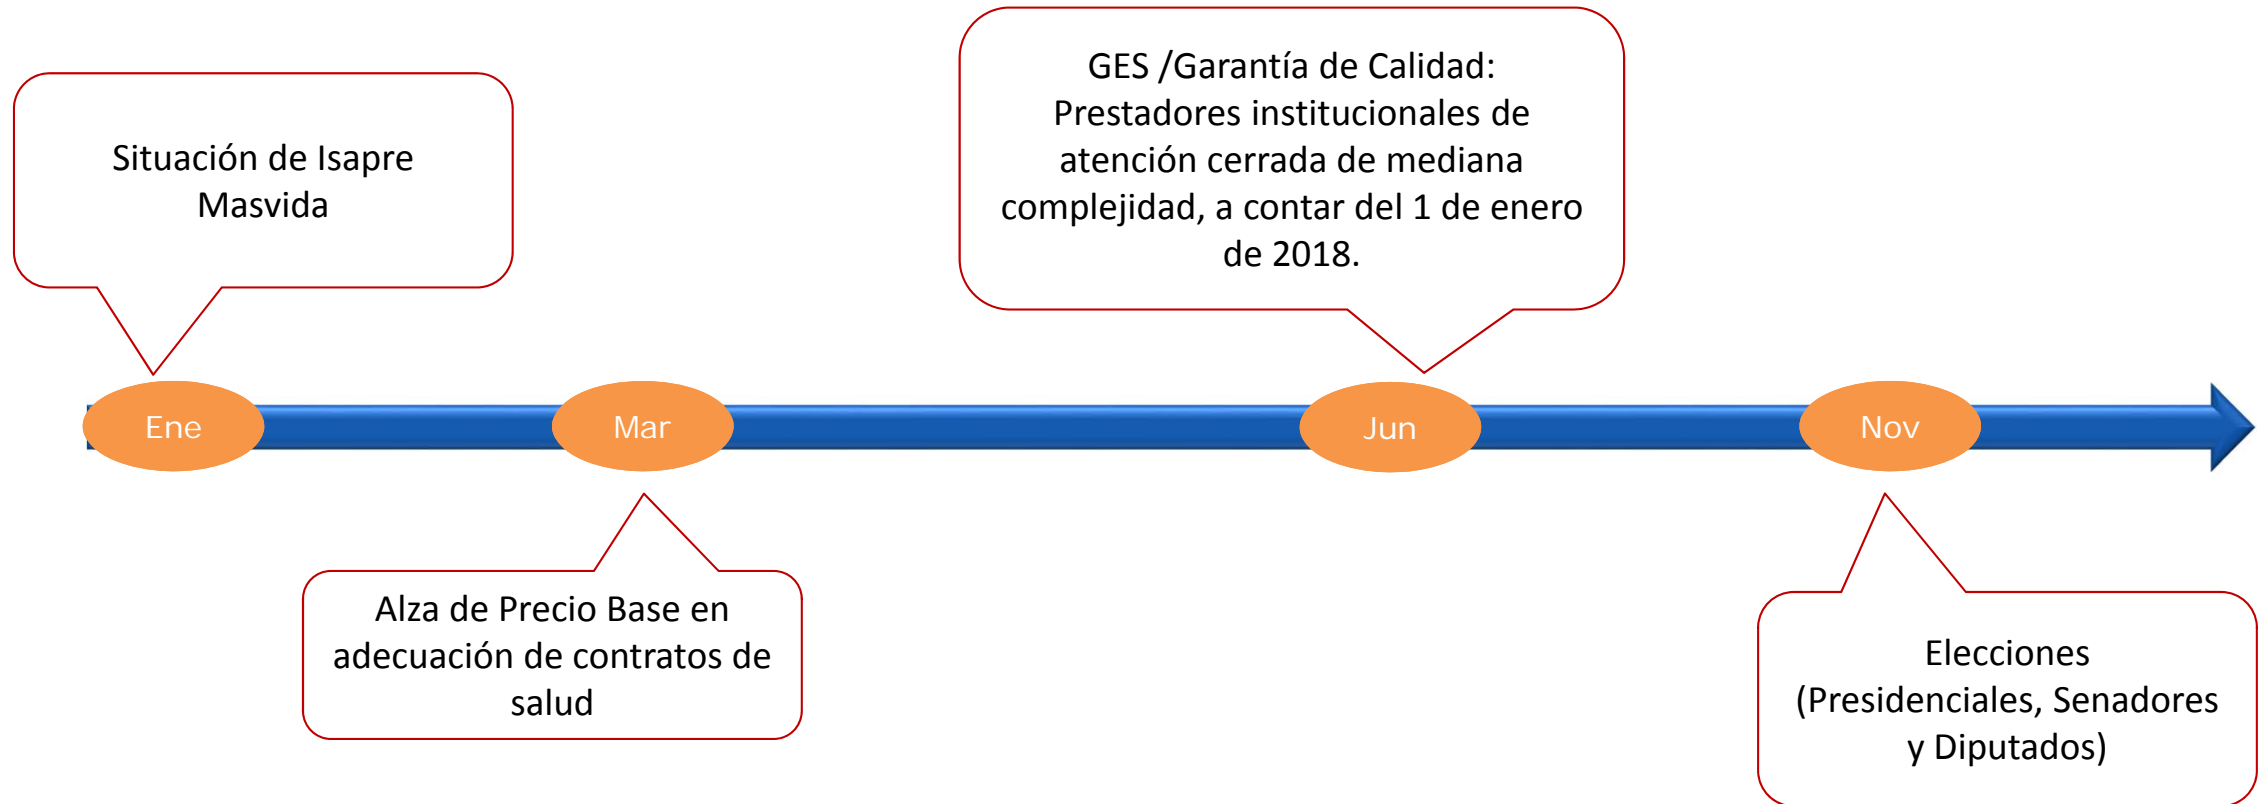 Situación de Isapre
Masvida
GES /Garantía de Calidad:
Prestadores institucionales de
atención cerrada de mediana
complejidad, a contar del 1 de enero
de 2018.
Ene
Mar
Jun
Nov
Alza de Precio Base en
adecuación de contratos de
salud
Elecciones
(Presidenciales, Senadores
y Diputados)